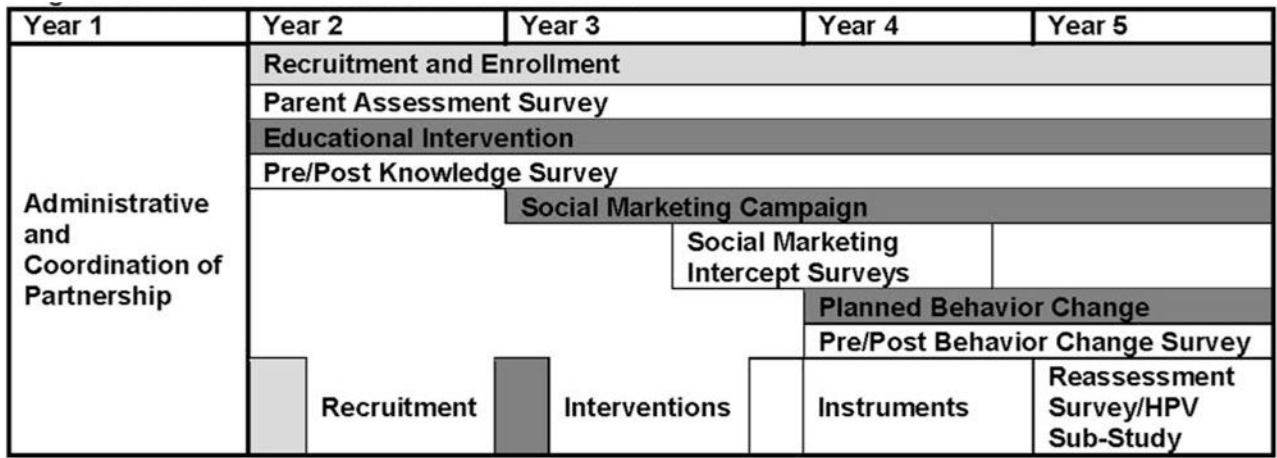 Year 1
Year 2
Year 3
Year 4
Year 5
Recruitment and Enrollment
Parent Assessment Survey
Educational Intervention
Pre/Post Knowledge Survey
Administrative
and
Coordination of
Partnership
Social Marketing Campaign
Social Marketing
Intercept Surveys
Planned Behavior Change
Pre/Post Behavior Change Survey
Recruitment
Interventions
Instruments
Reassessment
Survey/HPV
Sub-Study